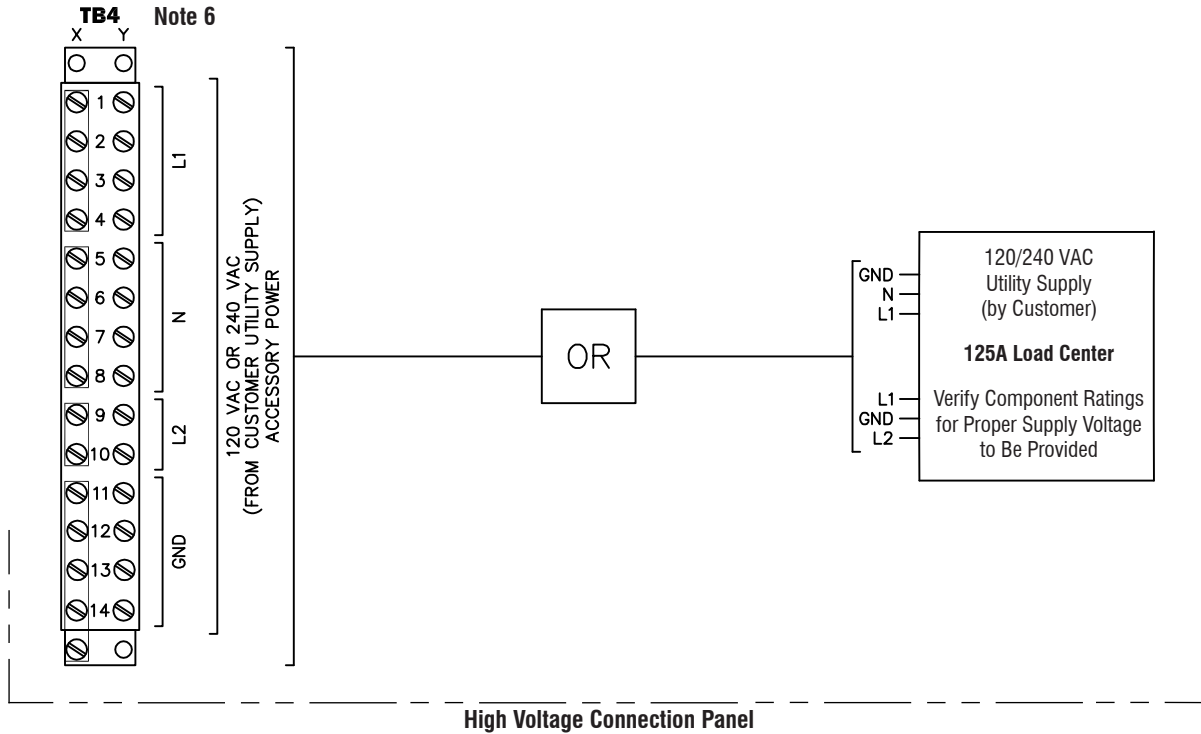 TB4 Note 6
X Y
1
2
3
4
5
6
7
8
9
10
11
12
13
14
L1
N
L2
GND
120 VAC OR 240 VAC
(FROM CUSTOMER UTILITY SUPPLY)
ACCESSORY POWER
OR
GND
N
L1
L1
GND
L2
120/240 VAC
Utility Supply
(by Customer)
125A Load Center
Verify Component Ratings
for Proper Supply Voltage
to Be Provided
High Voltage Connection Panel